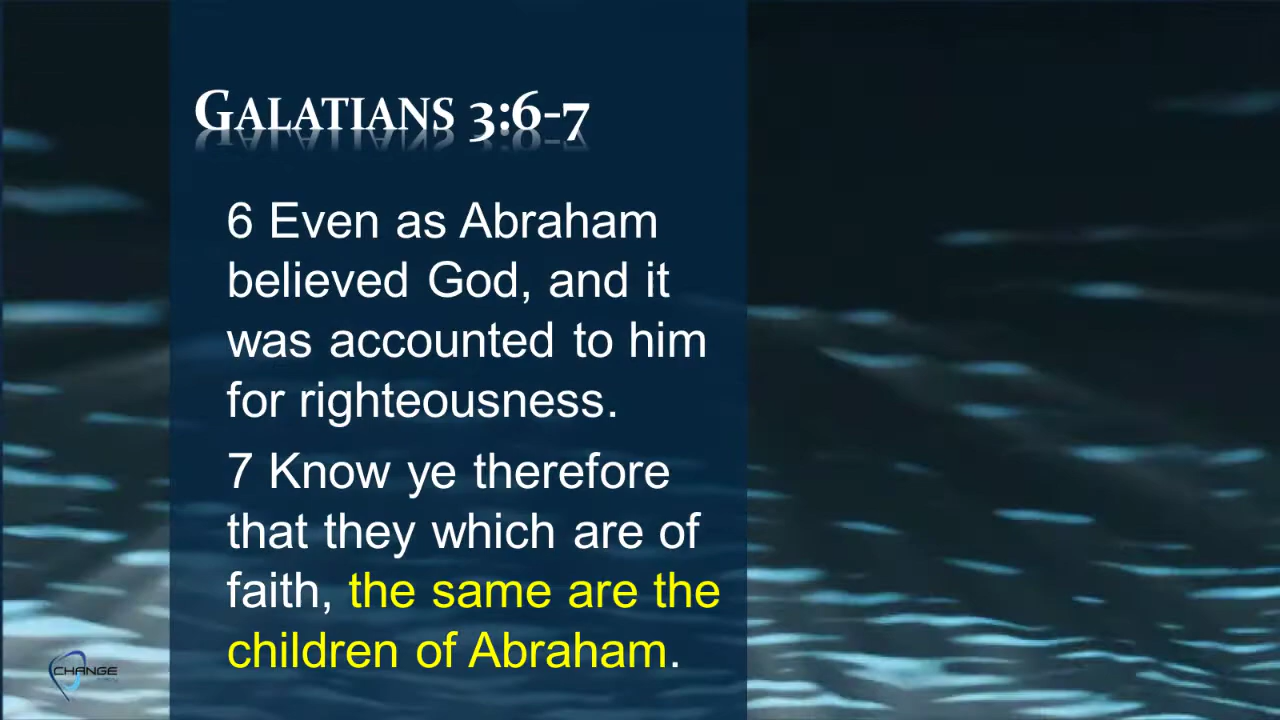 GALATIANS 3:6-7
6 Even as Abraham
believed God, and it
was accounted to him
for righteousness.
7 Know ye therefore
that they which are of
faith, the same are the
children of Abraham.
CHANGE